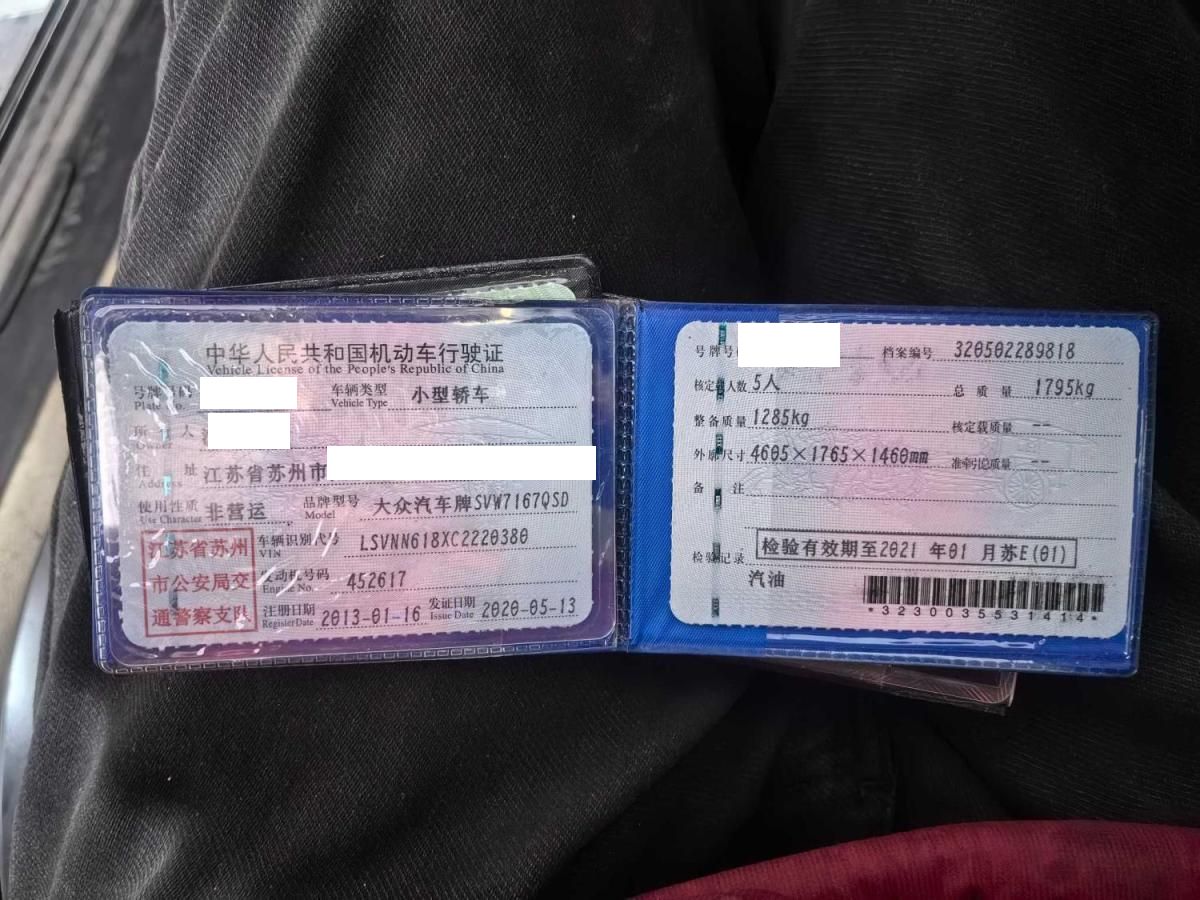 中华人民共和国机动车行驶证
Vehicle License of the People's Republic of China
号牌号码 车辆类型 小型轿车
Plate No. Vehicle Type
所 人
Owner
住 址 江苏省苏州市
Address
使用性质 非营运 品牌型号 大众汽车牌SVW7167QSD
Use Character Model
江苏省苏州
市公安局交
通警察支队
车辆识别代号 LSVNN618XC2220380
VIN
发动机号码 452617
Engine No.
注册日期 2013-01-16 发证日期 2020-05-13
Register Date Issue Date
号牌号 档案编号 320502289818
核定 人数 5人 总质量 1795kg
整备质量 1285kg 核定载质量 --
外廓尺寸 4605×1765×1460mm 准牵引总质量 --
备 注
检验记录 检验有效期至2021 年01 月苏E(01)
汽油
*3230035531414*